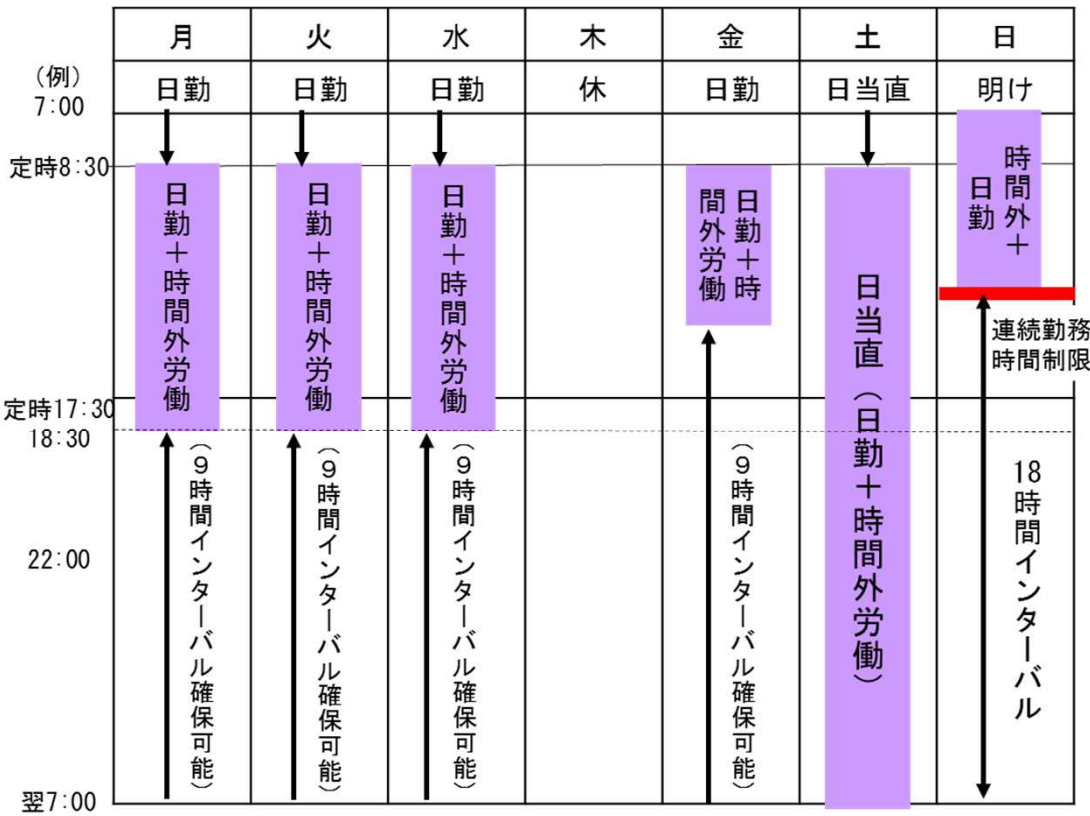 月 火 水 木 金 土 日
(例)
7:00
日勤 日勤 日勤 休 日勤 日当直 明け
定時8:30
日勤＋時間外労働
日勤＋時間外労働
日勤＋時間外労働
日勤＋時
間外労働
日当直（日勤＋時間外労働）
時間外＋
日勤
連続勤務
時間制限
定時17:30
18:30
22:00
翌7:00
（９時間インターバル確保可能）
（９時間インターバル確保可能）
（９時間インターバル確保可能）
（９時間インターバル確保可能）
18時間インターバル